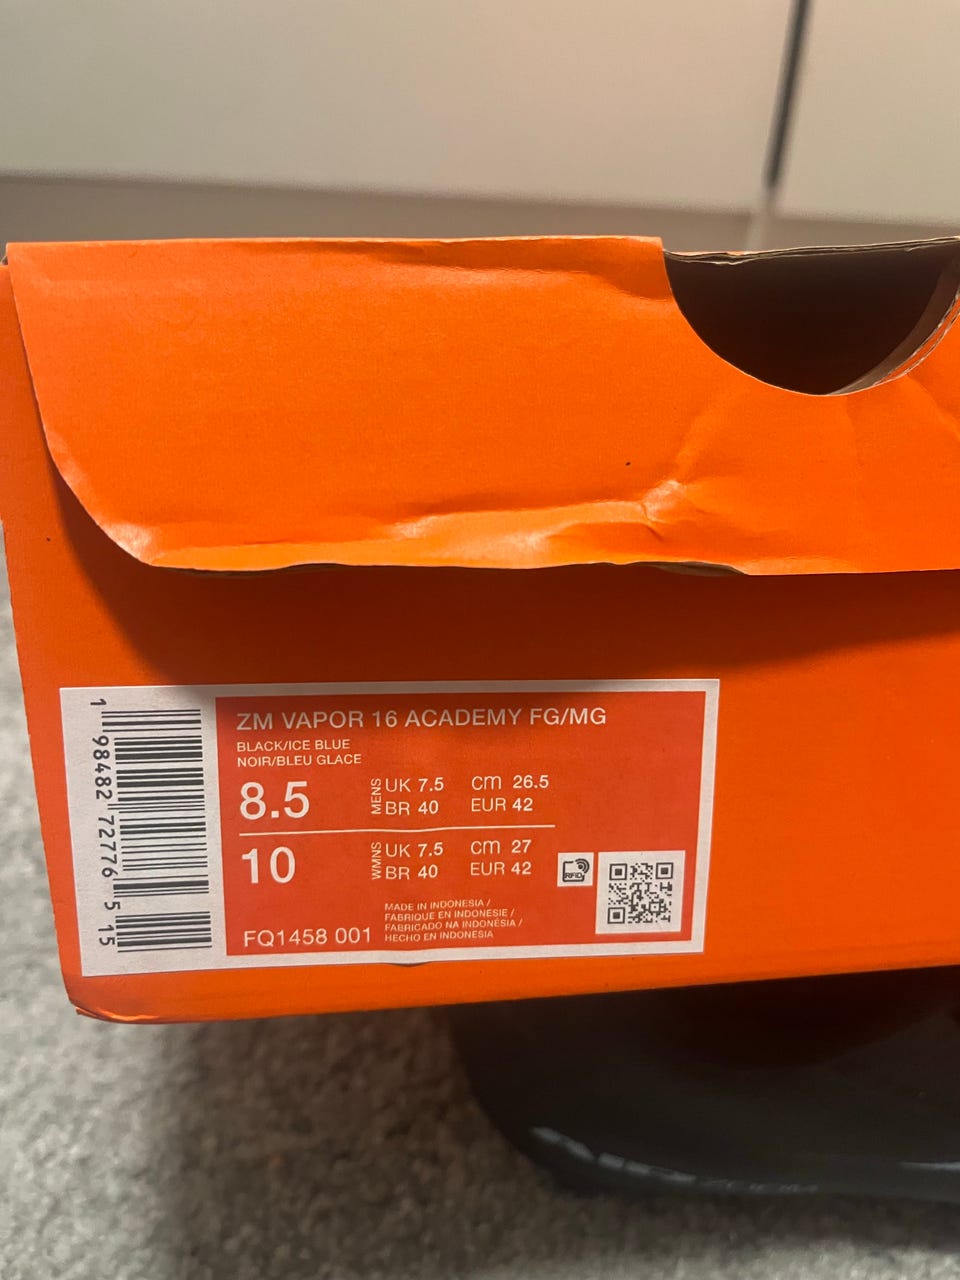 ZM VAPOR 16 ACADEMY FG/MG
BLACK/ICE BLUE
NOIR/BLEU GLACE
8.5 MENS UK 7.5 CM 26.5
BR 40 EUR 42
10 WMNS UK 7.5 CM 27
BR 40 EUR 42
RFID
FQ1458 001
MADE IN INDONESIA /
FABRIQUE EN INDONESIE /
FABRICADO NA INDONÉSIA /
HECHO EN INDONESIA
1 98482 72776 5 15